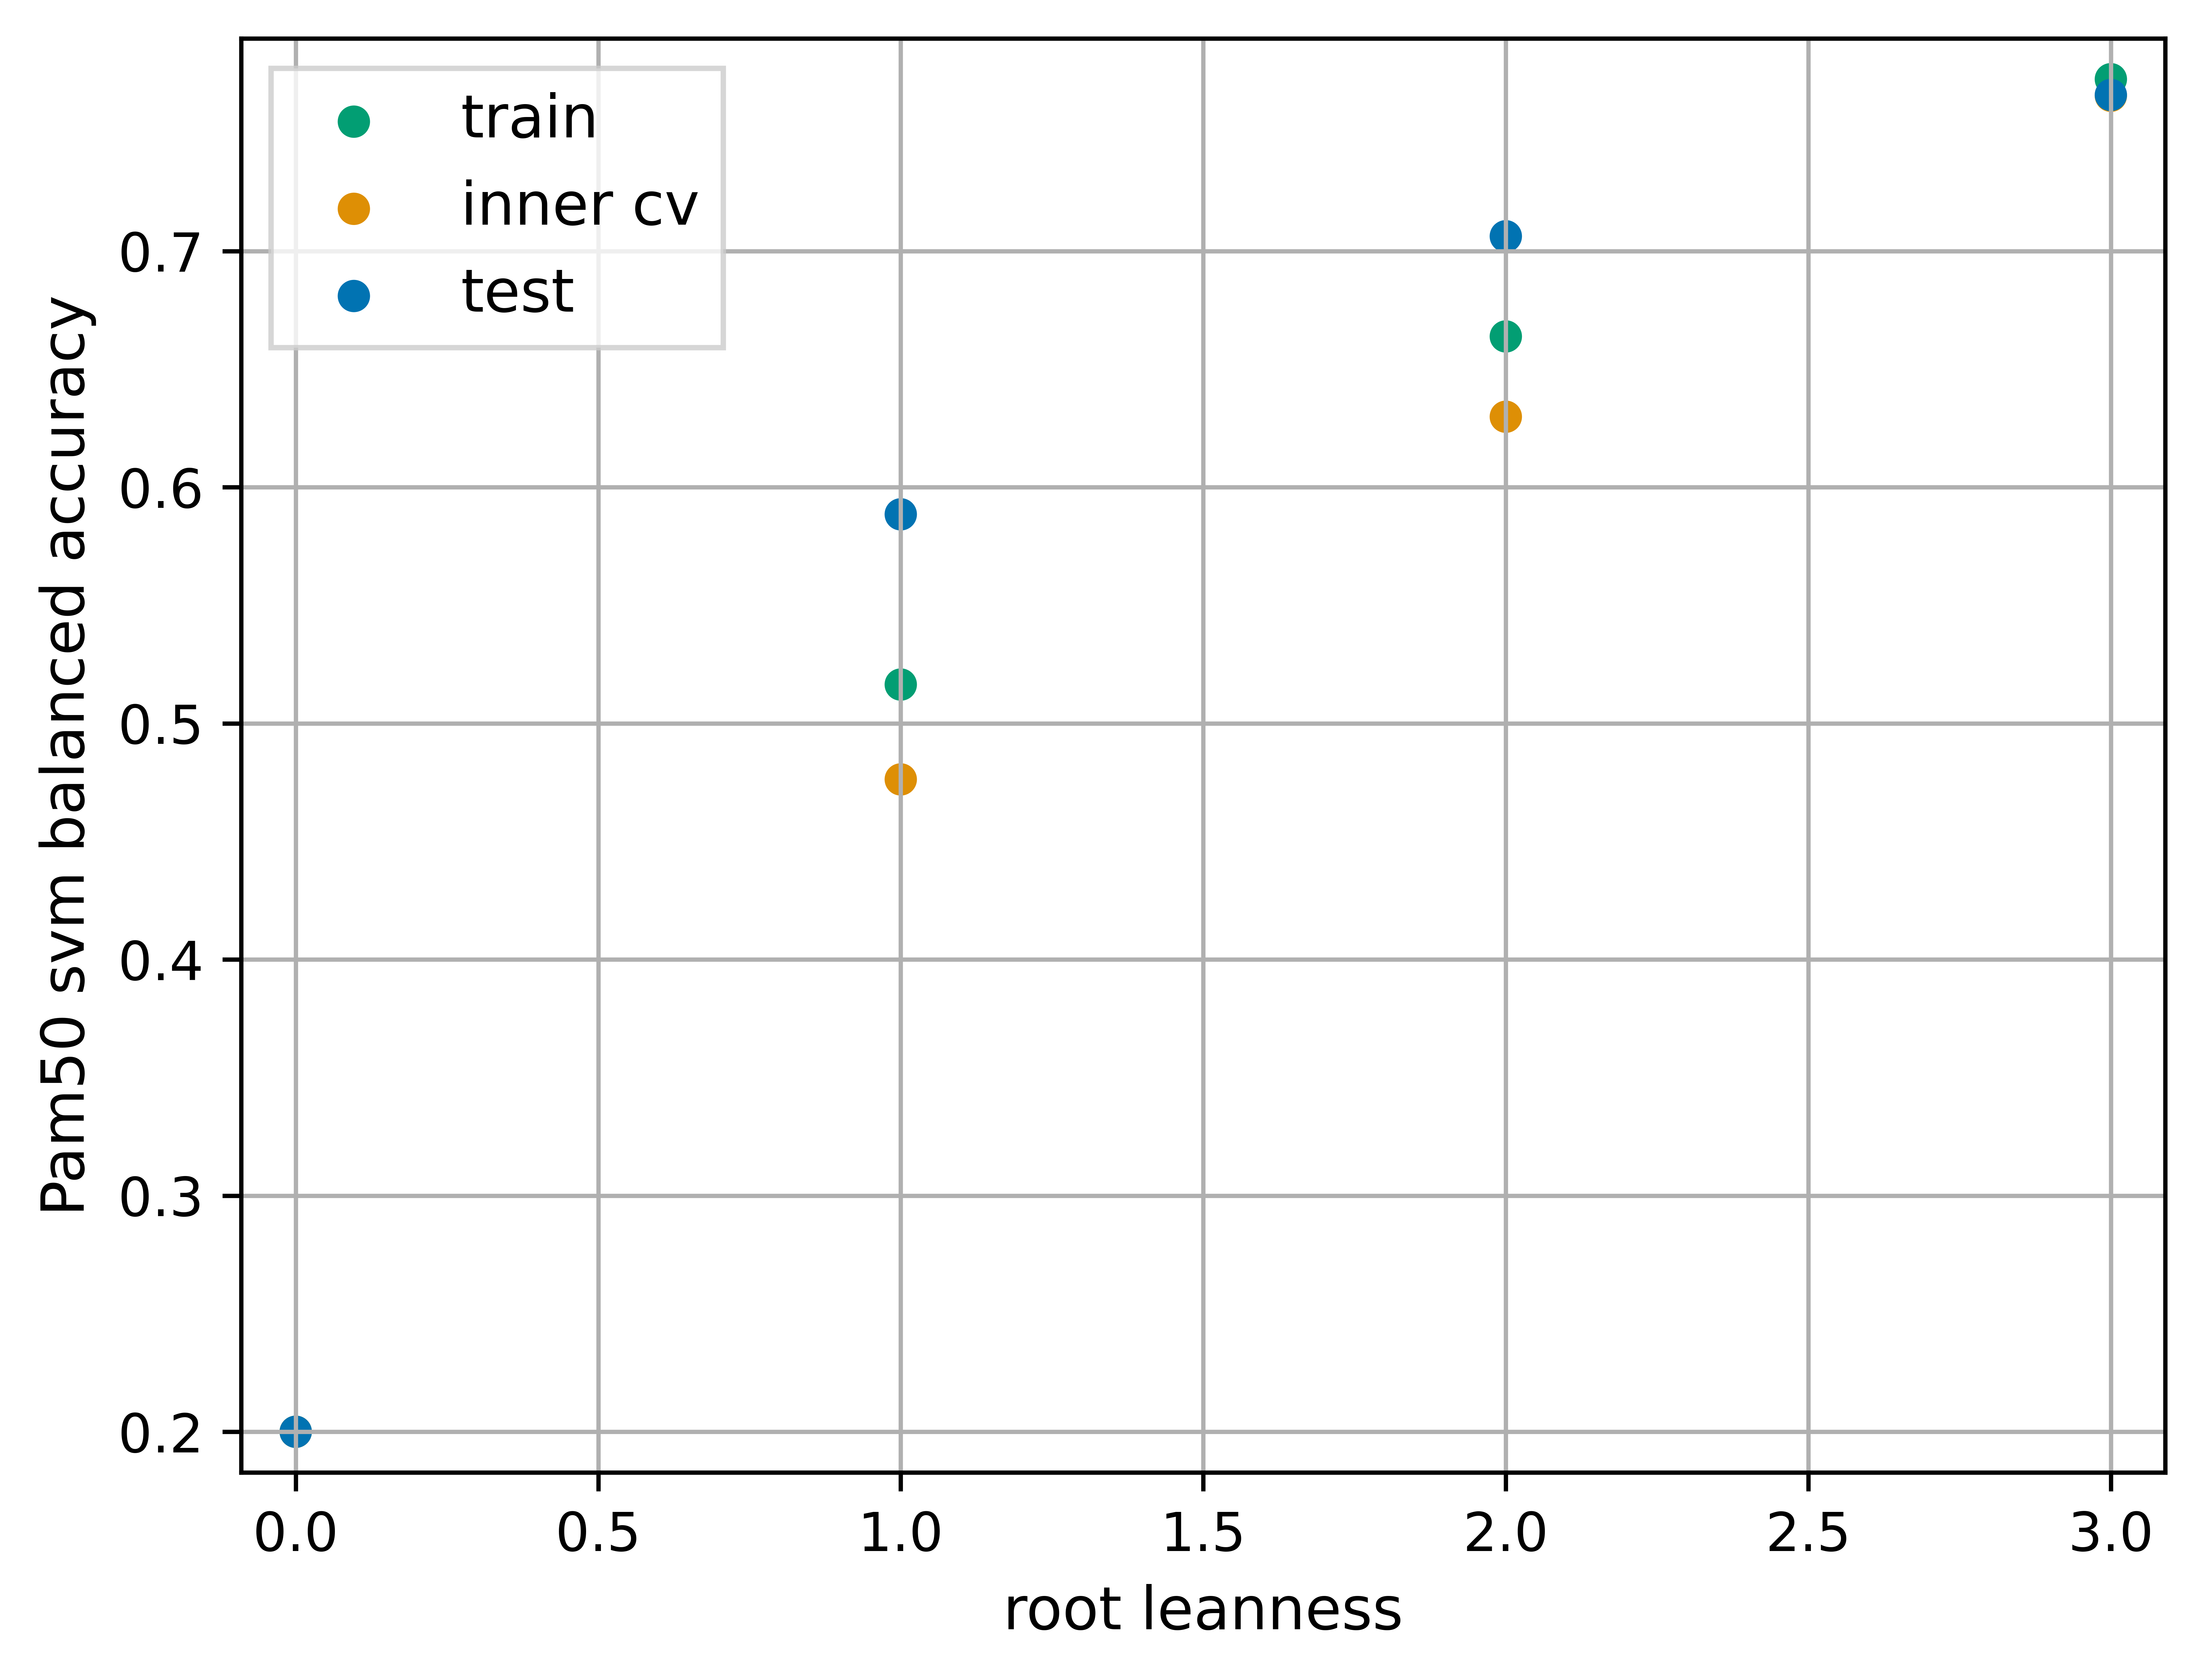 train
inner cv
test
0.7
0.6
0.5
0.4
0.3
0.2
Pam50 svm balanced accuracy
0.0 0.5 1.0 1.5 2.0 2.5 3.0
root leanness